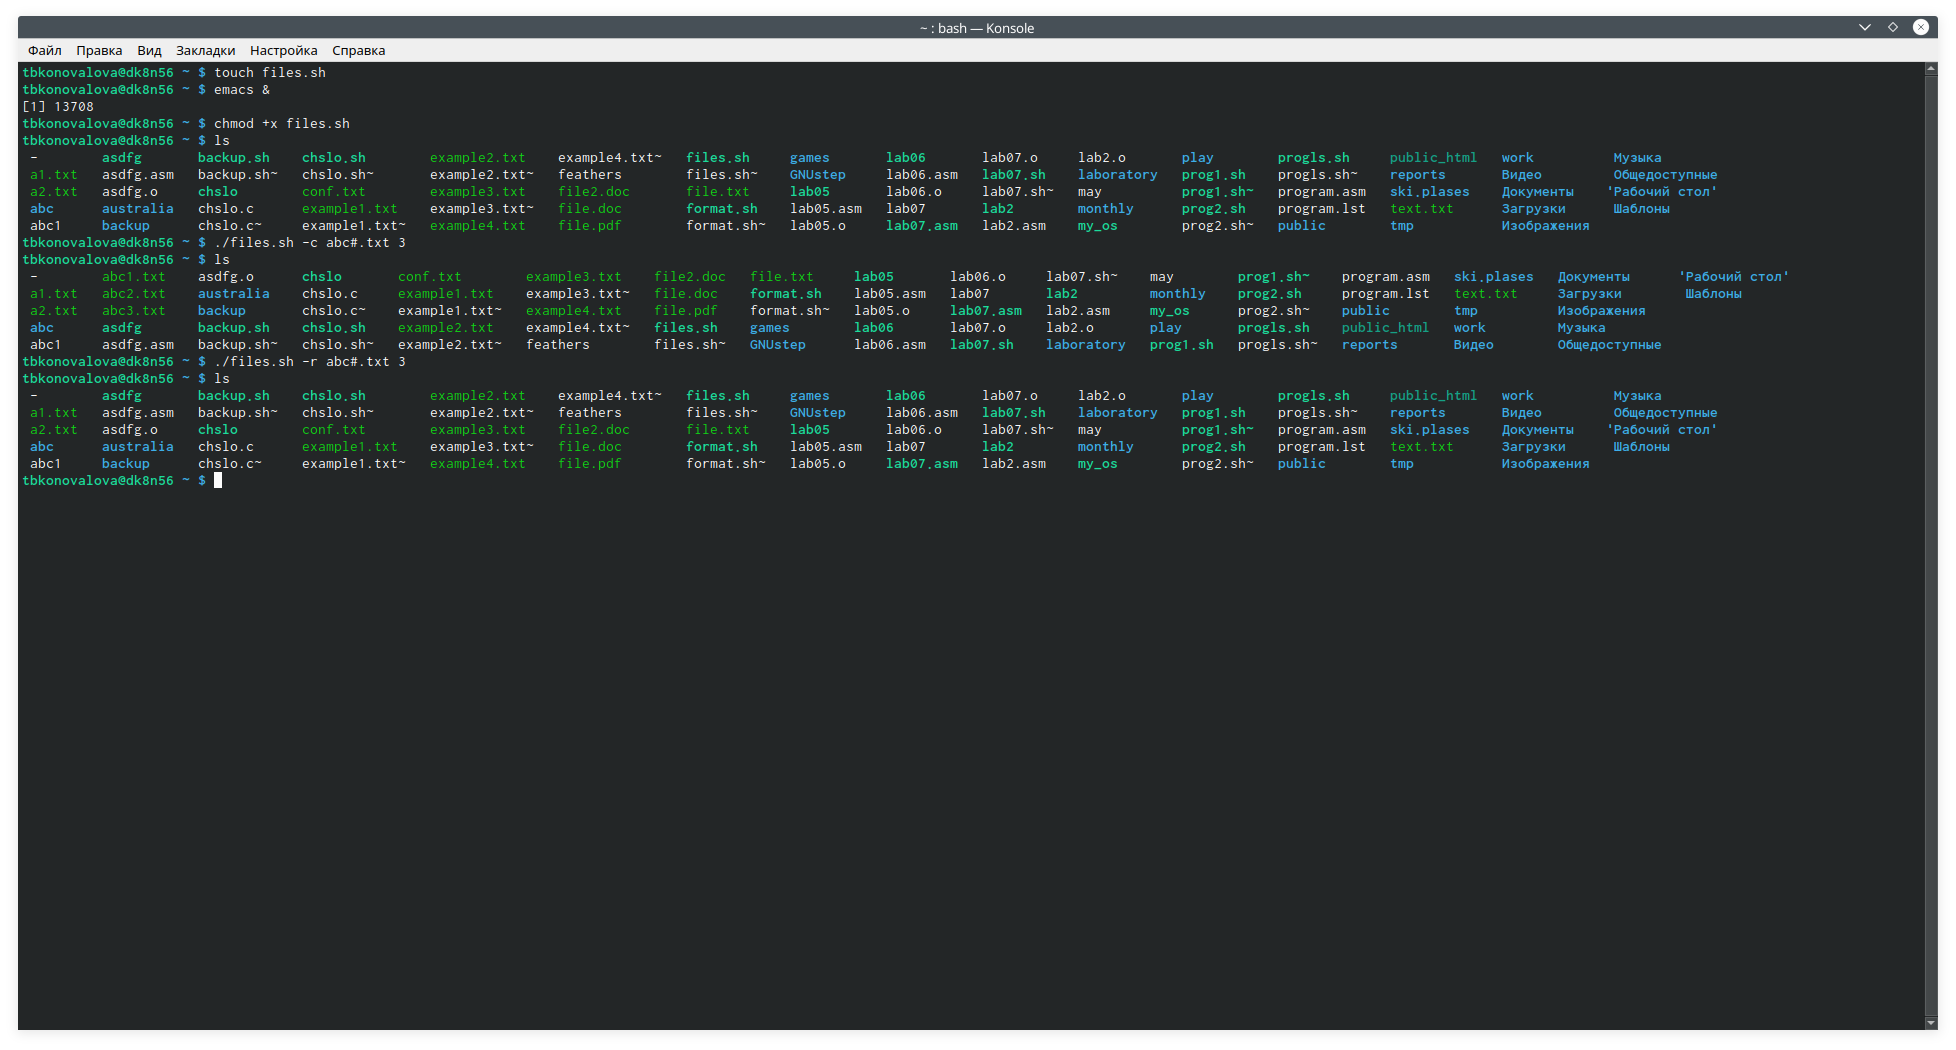 ~ : bash — Konsole
Файл Правка Вид Закладки Настройка Справка
tbkonovalova@dk8n56 ~ $ touch files.sh
tbkonovalova@dk8n56 ~ $ emacs &
[1] 13708
tbkonovalova@dk8n56 ~ $ chmod +x files.sh
tbkonovalova@dk8n56 ~ $ ls
- asdfg backup.sh chslo.sh example2.txt example4.txt~ files.sh games lab06 lab07.o lab2.o play progls.sh public_html work Музыка
a1.txt asdfg.asm backup.sh~ chslo.sh~ example2.txt~ feathers files.sh~ GNUstep lab06.asm lab07.sh laboratory prog1.sh progls.sh~ reports Видео Общедоступные
a2.txt asdfg.o chslo conf.txt example3.txt file2.doc file.txt lab05 lab06.o lab07.sh~ may prog1.sh~ program.asm ski.plases Документы 'Рабочий стол'
abc australia chslo.c example1.txt example3.txt~ file.doc format.sh lab05.asm lab07 lab2 monthly prog2.sh program.lst text.txt Загрузки Шаблоны
abc1 backup chslo.c~ example1.txt~ example4.txt file.pdf format.sh~ lab05.o lab07.asm lab2.asm my_os prog2.sh~ public tmp Изображения
tbkonovalova@dk8n56 ~ $ ./files.sh -c abc#.txt 3
tbkonovalova@dk8n56 ~ $ ls
- abc1.txt asdfg.o chslo conf.txt example3.txt file2.doc file.txt lab05 lab06.o lab07.sh~ may prog1.sh~ program.asm ski.plases Документы 'Рабочий стол'
a1.txt abc2.txt australia chslo.c example1.txt example3.txt~ file.doc format.sh lab05.asm lab07 lab2 monthly prog2.sh program.lst text.txt Загрузки Шаблоны
a2.txt abc3.txt backup chslo.c~ example1.txt~ example4.txt file.pdf format.sh~ lab05.o lab07.asm lab2.asm my_os prog2.sh~ public tmp Изображения
abc asdfg backup.sh chslo.sh example2.txt example4.txt~ files.sh games lab06 lab07.o lab2.o play progls.sh public_html work Музыка
abc1 asdfg.asm backup.sh~ chslo.sh~ example2.txt~ feathers files.sh~ GNUstep lab06.asm lab07.sh laboratory prog1.sh progls.sh~ reports Видео Общедоступные
tbkonovalova@dk8n56 ~ $ ./files.sh -r abc#.txt 3
tbkonovalova@dk8n56 ~ $ ls
- asdfg backup.sh chslo.sh example2.txt example4.txt~ files.sh games lab06 lab07.o lab2.o play progls.sh public_html work Музыка
a1.txt asdfg.asm backup.sh~ chslo.sh~ example2.txt~ feathers files.sh~ GNUstep lab06.asm lab07.sh laboratory prog1.sh progls.sh~ reports Видео Общедоступные
a2.txt asdfg.o chslo conf.txt example3.txt file2.doc file.txt lab05 lab06.o lab07.sh~ may prog1.sh~ program.asm ski.plases Документы 'Рабочий стол'
abc australia chslo.c example1.txt example3.txt~ file.doc format.sh lab05.asm lab07 lab2 monthly prog2.sh program.lst text.txt Загрузки Шаблоны
abc1 backup chslo.c~ example1.txt~ example4.txt file.pdf format.sh~ lab05.o lab07.asm lab2.asm my_os prog2.sh~ public tmp Изображения
tbkonovalova@dk8n56 ~ $